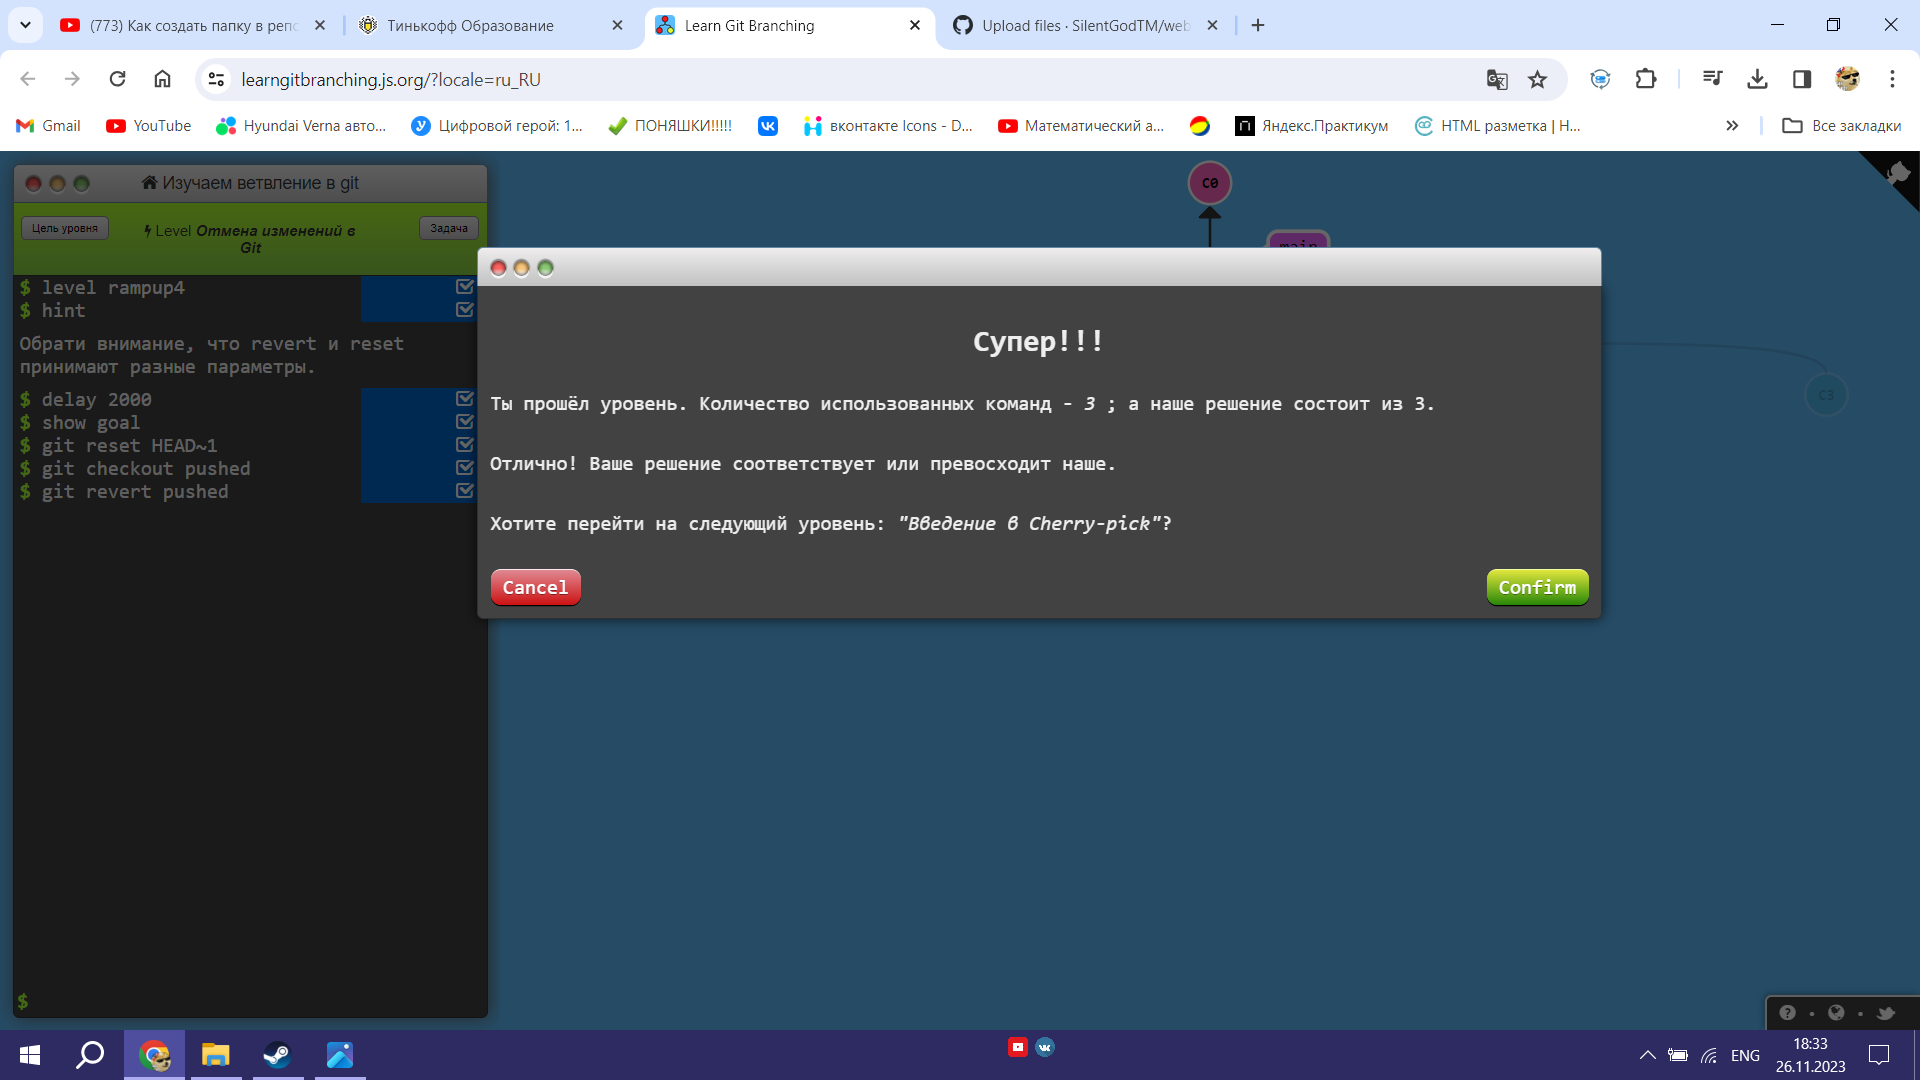 (773) Как создать папку в репо
Тинькофф Образование
Learn Git Branching
Upload files · SilentGodTM/web
learngitbranching.js.org/?locale=ru_RU
Gmail
YouTube
Hyundai Verna авто...
Цифровой герой: 1...
ПОНЯШКИ!!!!!
вконтакте Icons - D...
Математический а...
Яндекс.Практикум
HTML разметка | Н...
Все закладки
Изучаем ветвление в git
Цель уровня
Level Отмена изменений в
Git
Задача
$ level rampup4
$ hint
Обрати внимание, что revert и reset
принимают разные параметры.
$ delay 2000
$ show goal
$ git reset HEAD~1
$ git checkout pushed
$ git revert pushed
$
C0
main
C3
Супер!!!
Ты прошёл уровень. Количество использованных команд - 3 ; а наше решение состоит из 3.
Отлично! Ваше решение соответствует или превосходит наше.
Хотите перейти на следующий уровень: "Введение в Cherry-pick"?
Cancel
Confirm
ENG
18:33
26.11.2023